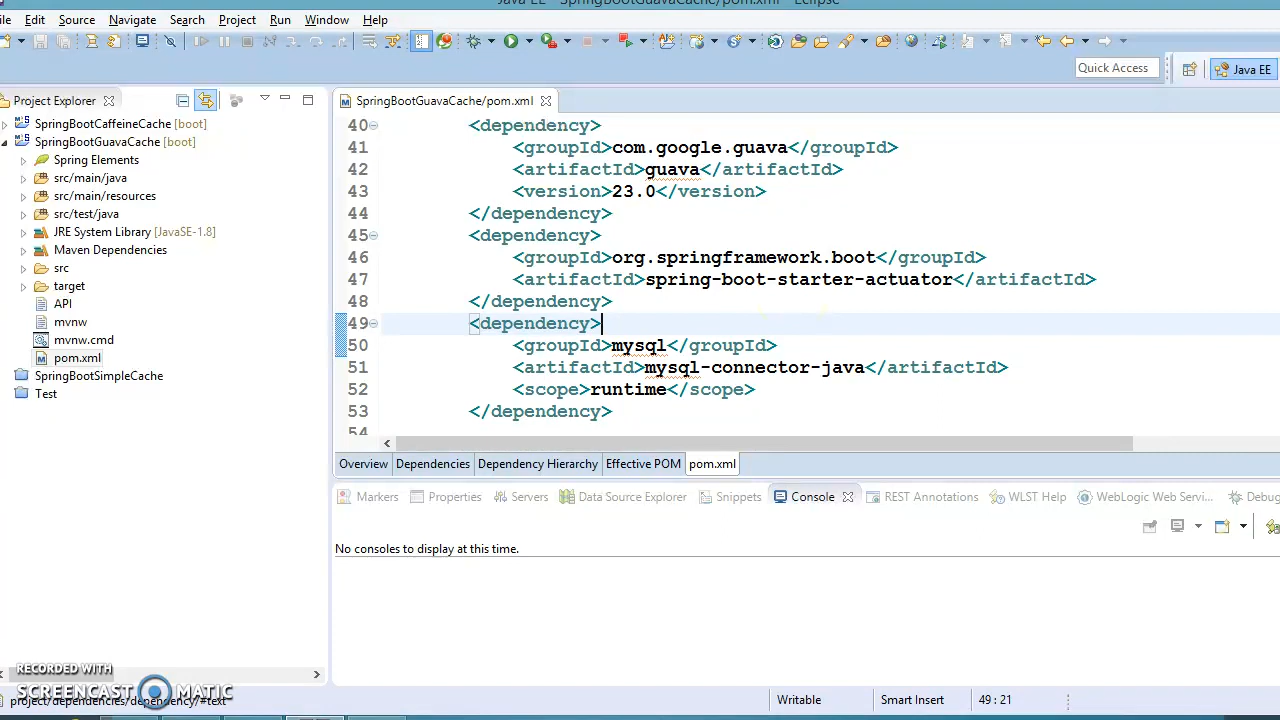 Java EE - SpringBootGuavaCache/pom.xml - Eclipse
ile Edit Source Navigate Search Project Run Window Help
Quick Access
Java EE
Project Explorer
SpringBootCaffeineCache [boot]
SpringBootGuavaCache [boot]
Spring Elements
src/main/java
src/main/resources
src/test/java
JRE System Library [JavaSE-1.8]
Maven Dependencies
src
target
API
mvnw
mvnw.cmd
pom.xml
SpringBootSimpleCache
Test
SpringBootGuavaCache/pom.xml
40 <dependency>
41 <groupId>com.google.guava</groupId>
42 <artifactId>guava</artifactId>
43 <version>23.0</version>
44 </dependency>
45 <dependency>
46 <groupId>org.springframework.boot</groupId>
47 <artifactId>spring-boot-starter-actuator</artifactId>
48 </dependency>
49 <dependency>
50 <groupId>mysql</groupId>
51 <artifactId>mysql-connector-java</artifactId>
52 <scope>runtime</scope>
53 </dependency>
54
Overview Dependencies Dependency Hierarchy Effective POM pom.xml
Markers Properties Servers Data Source Explorer Snippets Console REST Annotations WLST Help WebLogic Web Servi... Debug
No consoles to display at this time.
RECORDED WITH
SCREENCAST MATIC
project/dependencies/dependency/#text
Writable Smart Insert 49 : 21